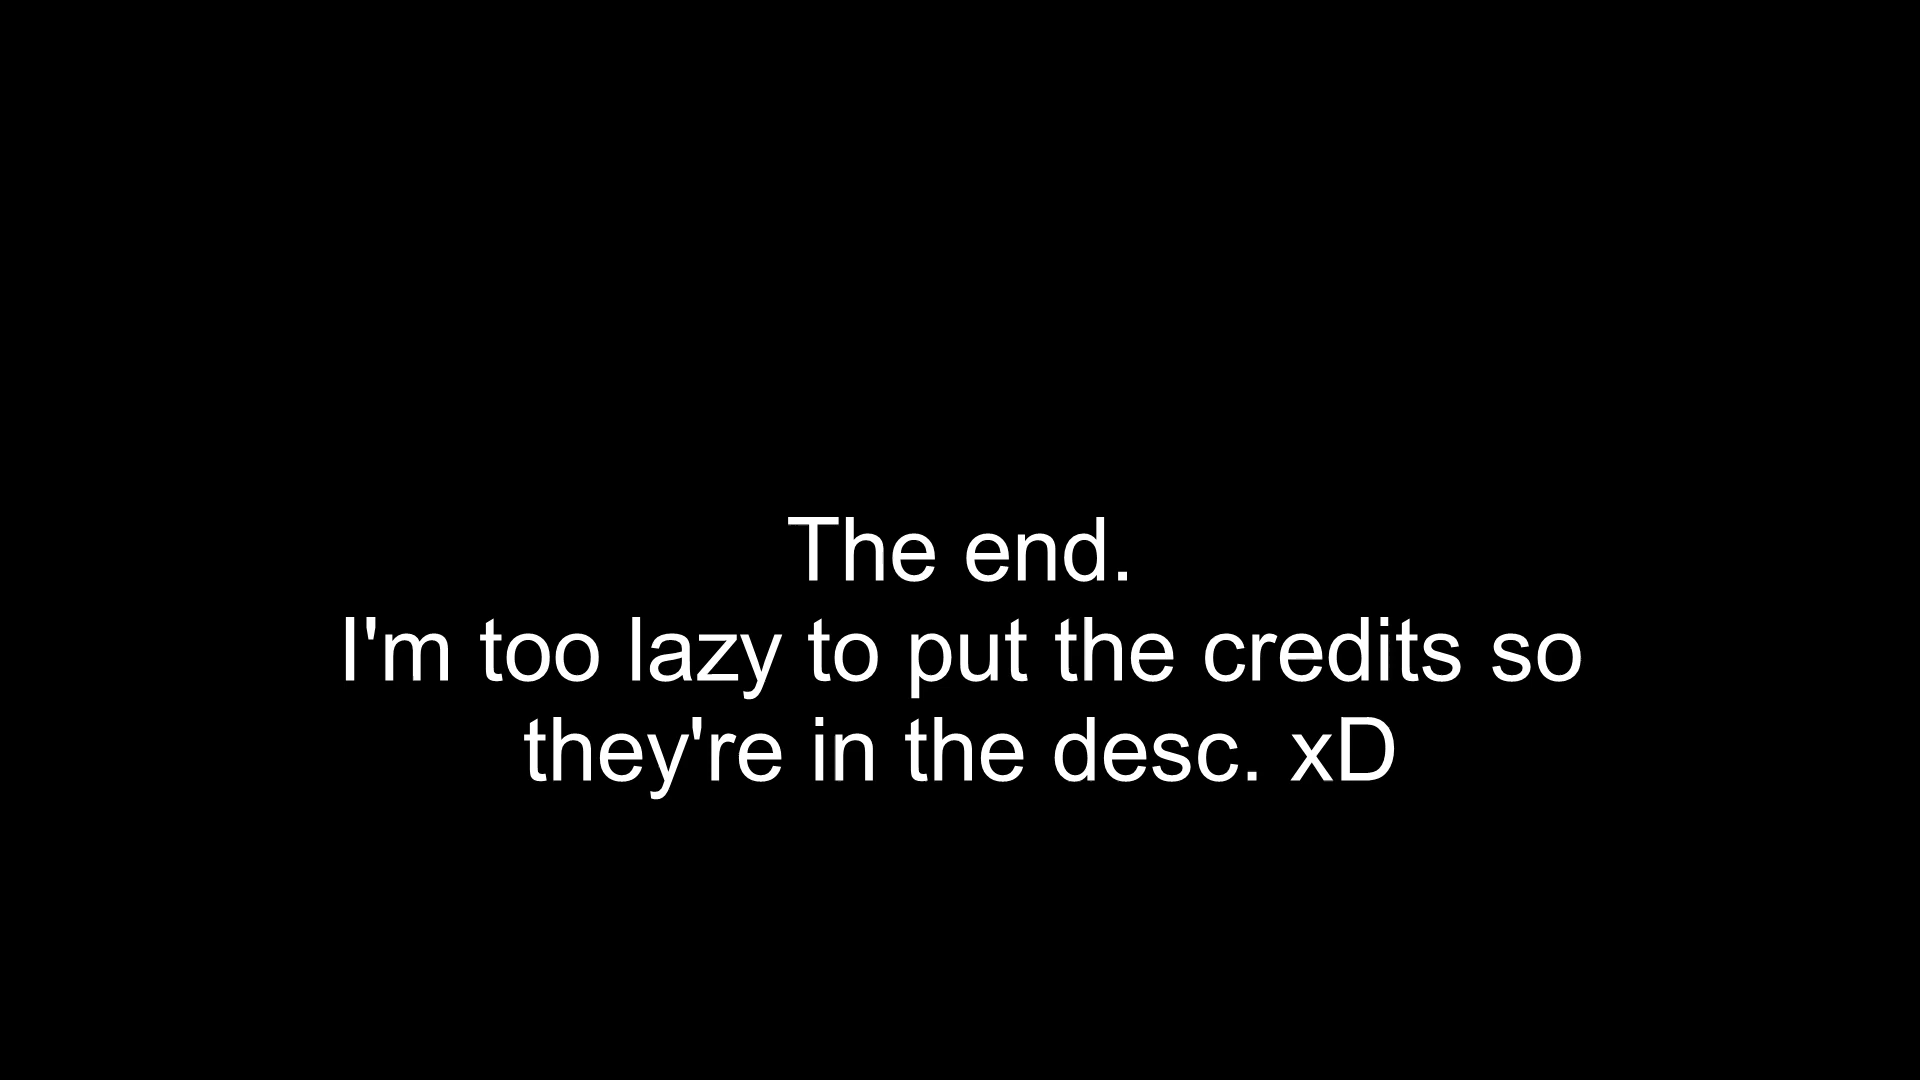 The end.
I'm too lazy to put the credits so
they're in the desc. xD